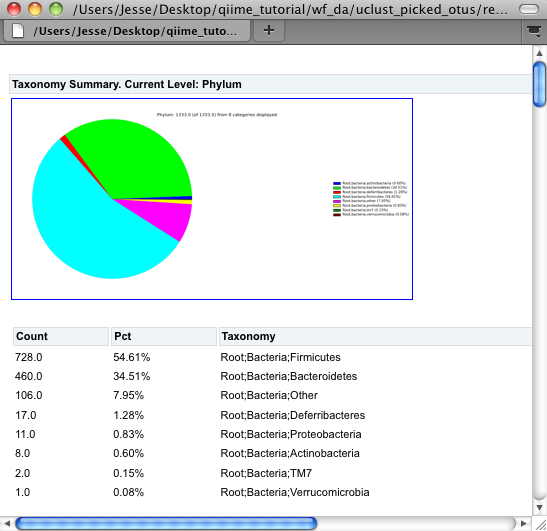 /Users/Jesse/Desktop/qiime_tutorial/wf_da/uclust_picked_otus/re...
/Users/Jesse/Desktop/qiime_tuto...
Taxonomy Summary. Current Level: Phylum
Phylum: 1333.0 (of 1333.0) from 8 categories displayed
Root;bacteria;actinobacteria (0.60%)
Root;bacteria;bacteroidetes (34.51%)
Root;bacteria;deferribacteres (1.28%)
Root;bacteria;firmicutes (54.61%)
Root;bacteria;other (7.95%)
Root;bacteria;proteobacteria (0.83%)
Root;bacteria;tm7 (0.15%)
Root;bacteria;verrucomicrobia (0.08%)
Count Pct Taxonomy
728.0 54.61% Root;Bacteria;Firmicutes
460.0 34.51% Root;Bacteria;Bacteroidetes
106.0 7.95% Root;Bacteria;Other
17.0 1.28% Root;Bacteria;Deferribacteres
11.0 0.83% Root;Bacteria;Proteobacteria
8.0 0.60% Root;Bacteria;Actinobacteria
2.0 0.15% Root;Bacteria;TM7
1.0 0.08% Root;Bacteria;Verrucomicrobia